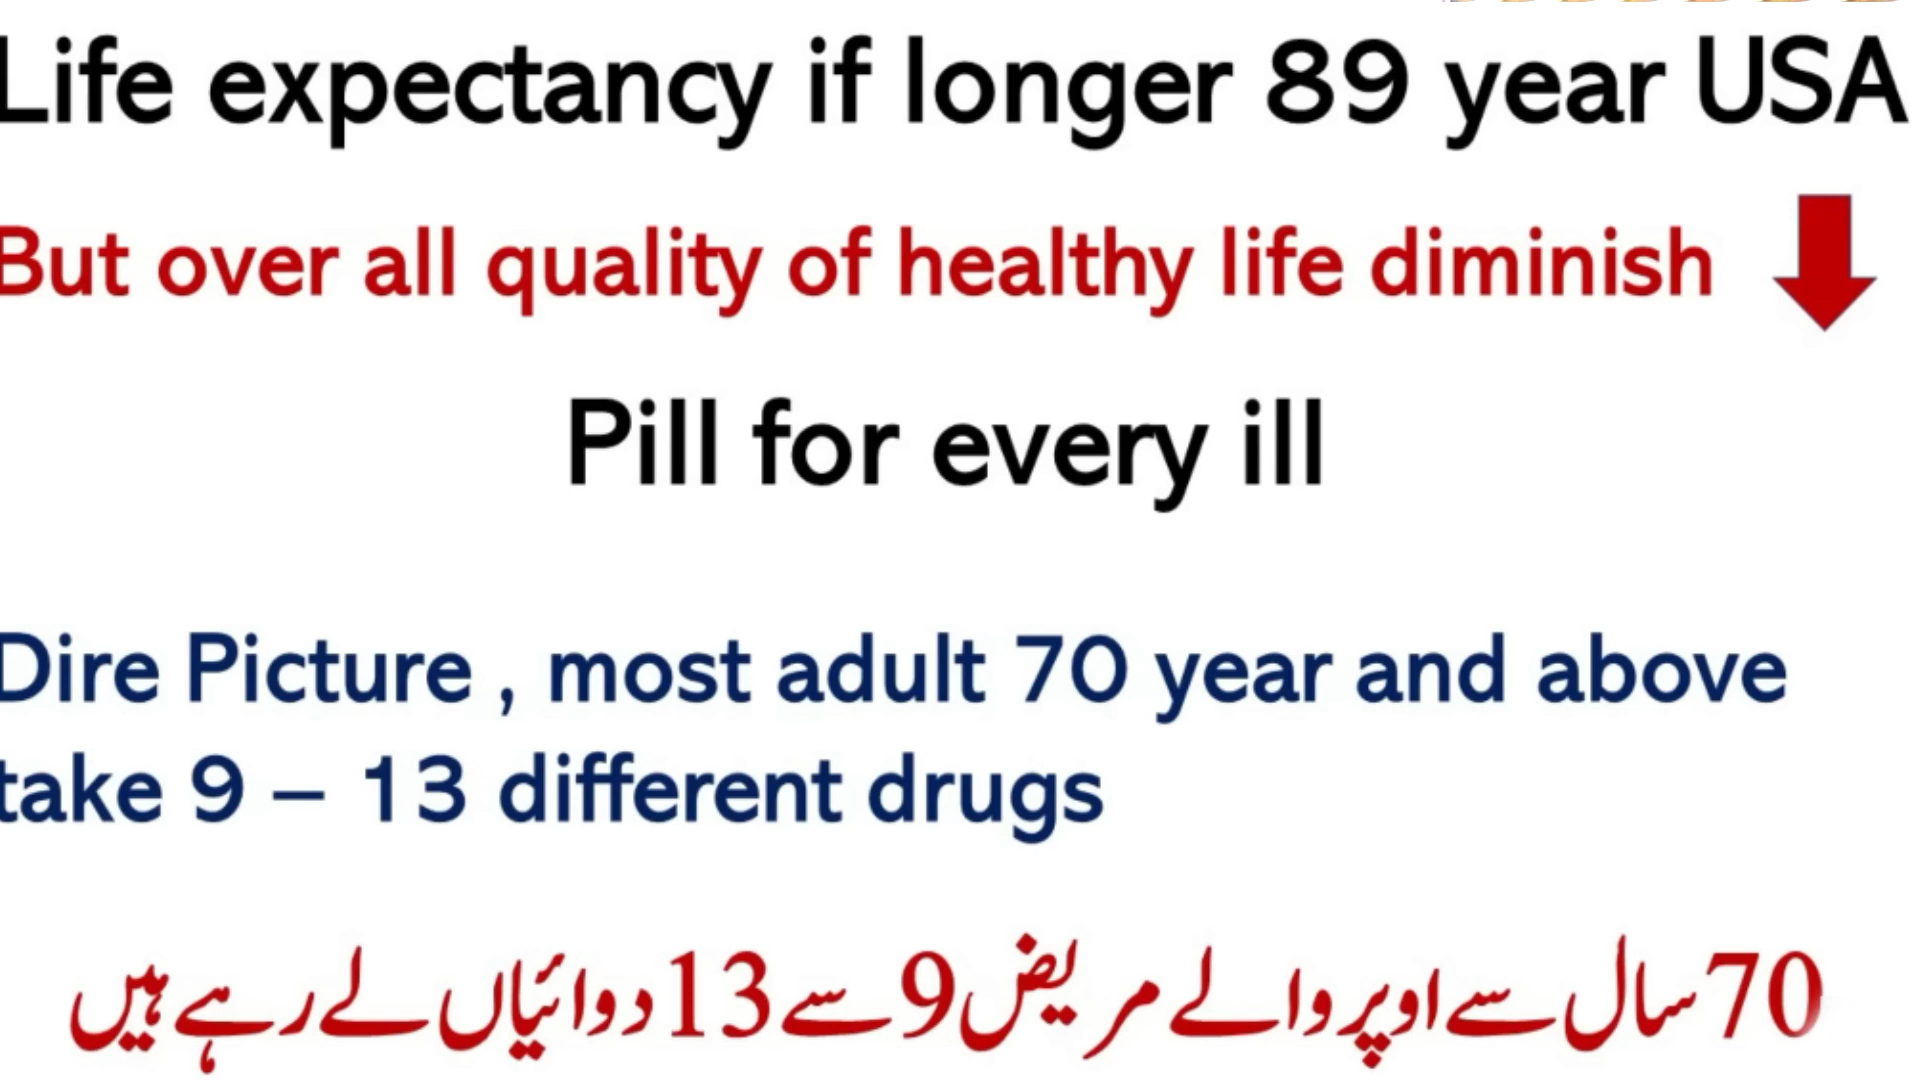 Life expectancy if longer 89 year USA
But over all quality of healthy life diminish
Pill for every ill
Dire Picture , most adult 70 year and above
take 9 – 13 different drugs
70 سال سے اوپر والے مریض 9 سے 13 دوائیاں لے رہے ہیں